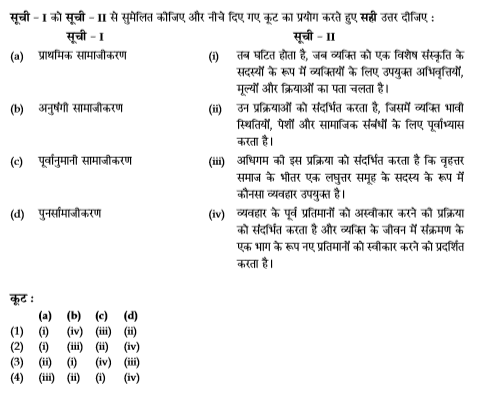 सूची - I को सूची - II से सुमेलित कीजिए और नीचे दिए गए कूट का प्रयोग करते हुए सही उत्तर दीजिए :
सूची - I सूची - II
(a) प्राथमिक सामाजीकरण (i) तब घटित होता है, जब व्यक्ति को एक विशेष संस्कृति के
सदस्यों के रूप में व्यक्तियों के लिए उपयुक्त अभिवृत्तियों,
मूल्यों और क्रियाओं का पता चलता है।
(b) अनुषंगी सामाजीकरण (ii) उन प्रक्रियाओं को संदर्भित करता है, जिसमें व्यक्ति भावी
स्थितियों, पेशों और सामाजिक संबंधों के लिए पूर्वाभ्यास
करता है।
(c) पूर्वानुमानी सामाजीकरण (iii) अधिगम की इस प्रक्रिया को संदर्भित करता है कि वृहत्तर
समाज के भीतर एक लघुत्तर समूह के सदस्य के रूप में
कौनसा व्यवहार उपयुक्त है।
(d) पुनर्सामाजीकरण (iv) व्यवहार के पूर्व प्रतिमानों को अस्वीकार करने की प्रक्रिया
को संदर्भित करता है और व्यक्ति के जीवन में संक्रमण के
एक भाग के रूप नए प्रतिमानों को स्वीकार करने को प्रदर्शित
करता है।
कूट :
(a) (b) (c) (d)
(1) (i) (iv) (iii) (ii)
(2) (i) (iii) (ii) (iv)
(3) (ii) (i) (iv) (iii)
(4) (iii) (ii) (i) (iv)